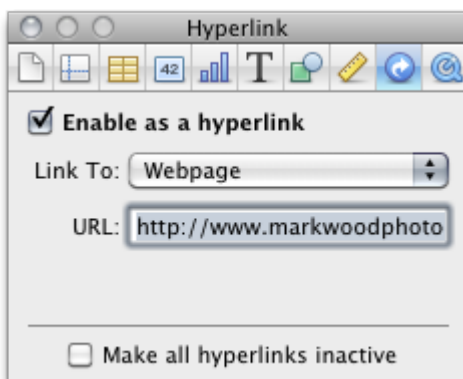 Hyperlink
42 T
Enable as a hyperlink
Link To: Webpage
URL: http://www.markwoodphoto
Make all hyperlinks inactive